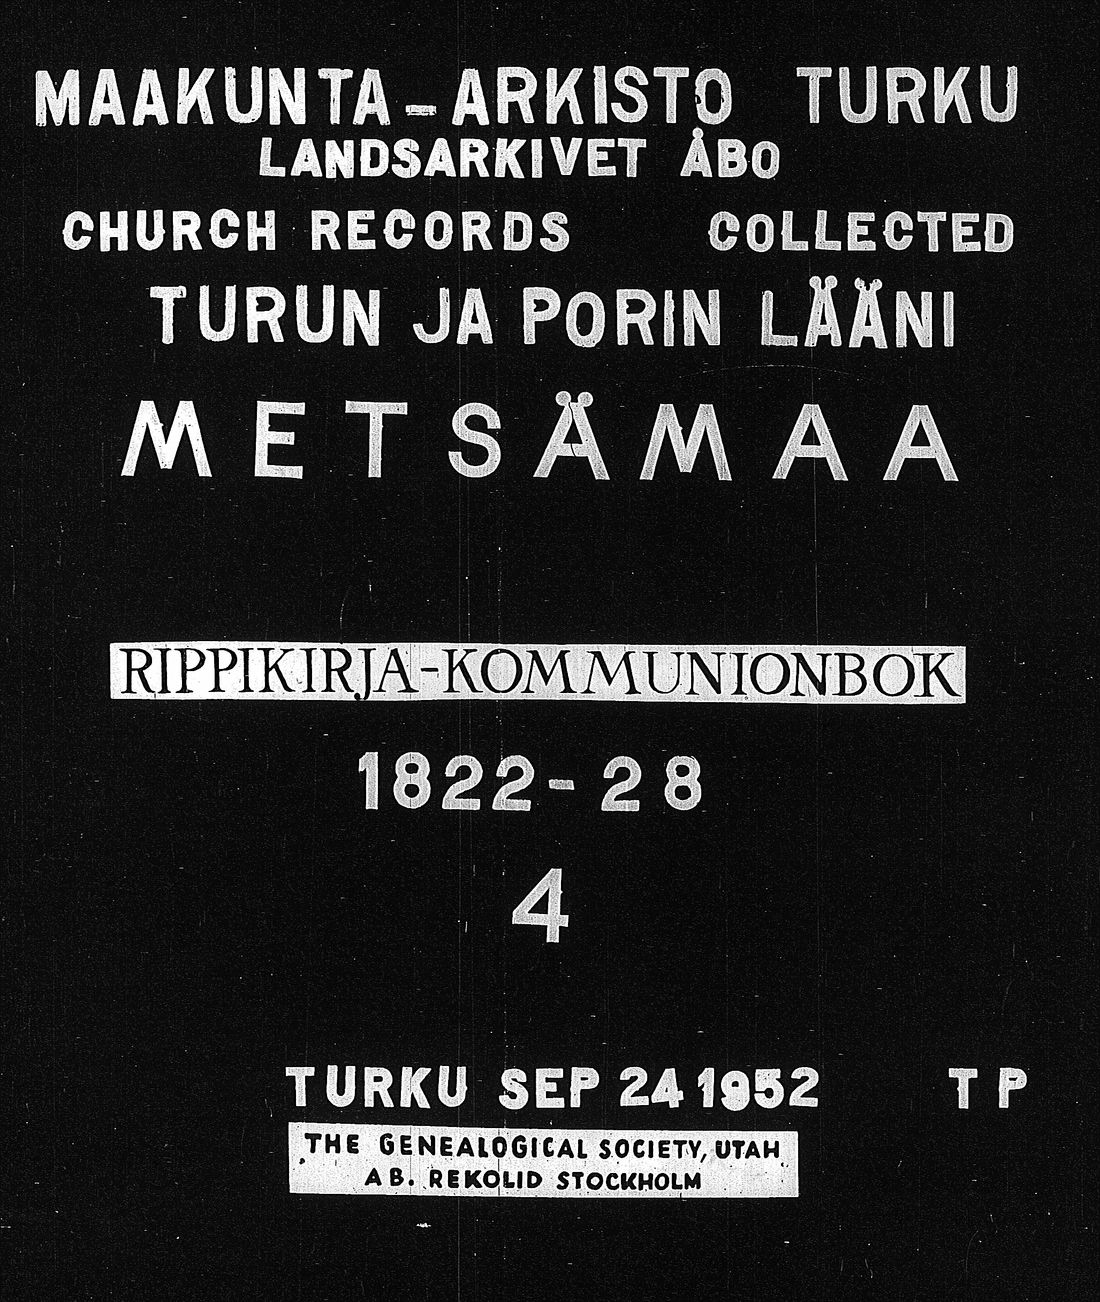 MAAKUNTA-ARKISTO TURKU
LANDSARKIVET ÅBO
CHURCH RECORDS COLLECTED
TURUN JA PORIN LÄÄNI
METSÄMAA
RIPPIKIRJA-KOMMUNIONBOK
1822-28
4
TURKU SEP 24 1952 T P
THE GENEALOGICAL SOCIETY, UTAH
AB. REKOLID STOCKHOLM